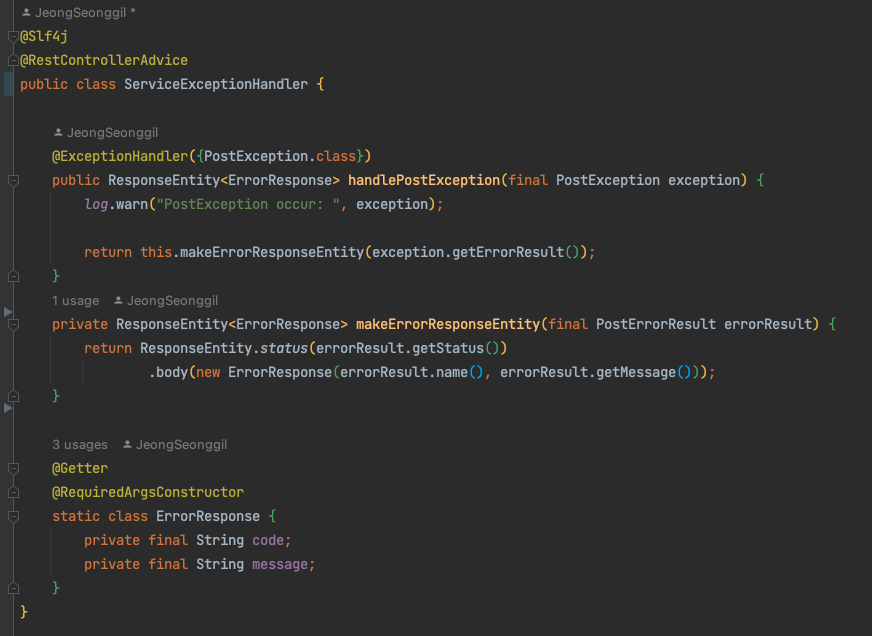 JeongSeonggil *
@Slf4j
@RestControllerAdvice
public class ServiceExceptionHandler {
JeongSeonggil
@ExceptionHandler({PostException.class})
public ResponseEntity<ErrorResponse> handlePostException(final PostException exception) {
log.warn("PostException occur: ", exception);
return this.makeErrorResponseEntity(exception.getErrorResult());
}
1 usage JeongSeonggil
private ResponseEntity<ErrorResponse> makeErrorResponseEntity(final PostErrorResult errorResult) {
return ResponseEntity.status(errorResult.getStatus())
.body(new ErrorResponse(errorResult.name(), errorResult.getMessage()));
}
3 usages JeongSeonggil
@Getter
@RequiredArgsConstructor
static class ErrorResponse {
private final String code;
private final String message;
}
}